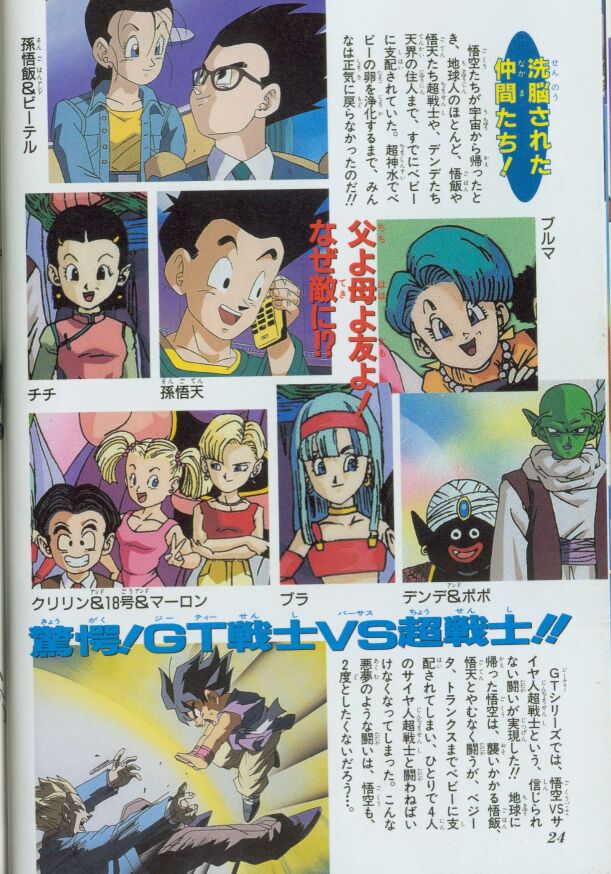 洗脳された
仲間たち!
悟空たちが宇宙から帰ったと
き、地球人のほとんど、悟飯や
悟天たち超戦士や、デンデたち
天界の住人まで、すでにベビー
に支配されていた。超神水でベ
ビーの卵を浄化するまで、みん
なは正気に戻らなかったのだ!!
孫悟飯&ビーデル
父よ母よ友よ!
なぜ敵に!?
ブルマ
チチ
孫悟天
クリリン&18号&マーロン
ブラ
デンデ&ポポ
驚愕!GT戦士VS超戦士!!
GTシリーズでは、悟空VSサ
イヤ人超戦士という、信じられ
ない闘いが実現した!! 地球に
帰った悟空は、襲いかかる悟飯、
悟天とやむなく闘うが、ベジー
タ、トランクスまでベビーに支
配されてしまい、ひとりで4人
のサイヤ人超戦士と闘わねばい
けなくなってしまった。こんな
悪夢のような闘いは、悟空も、
2度としたくないだろう…。
24